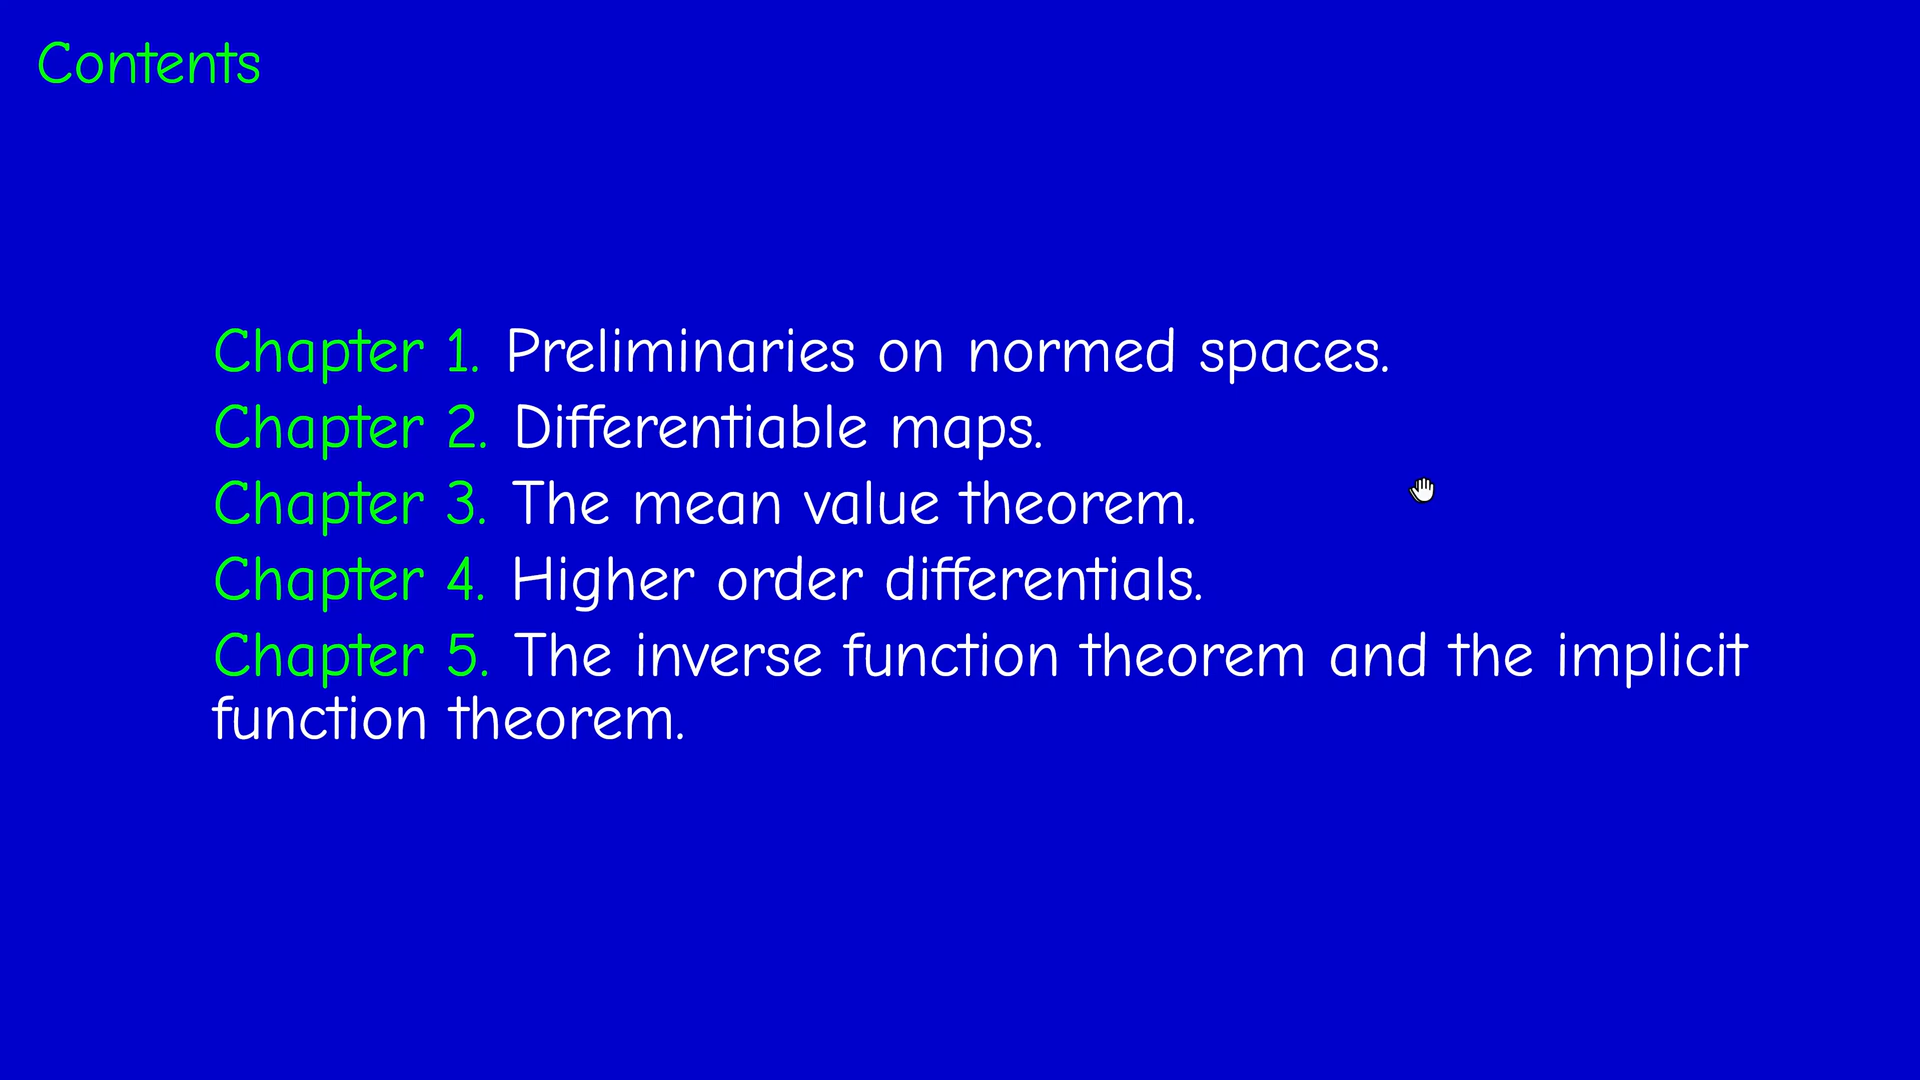 Contents
Chapter 1. Preliminaries on normed spaces.
Chapter 2. Differentiable maps.
Chapter 3. The mean value theorem.
Chapter 4. Higher order differentials.
Chapter 5. The inverse function theorem and the implicit
function theorem.